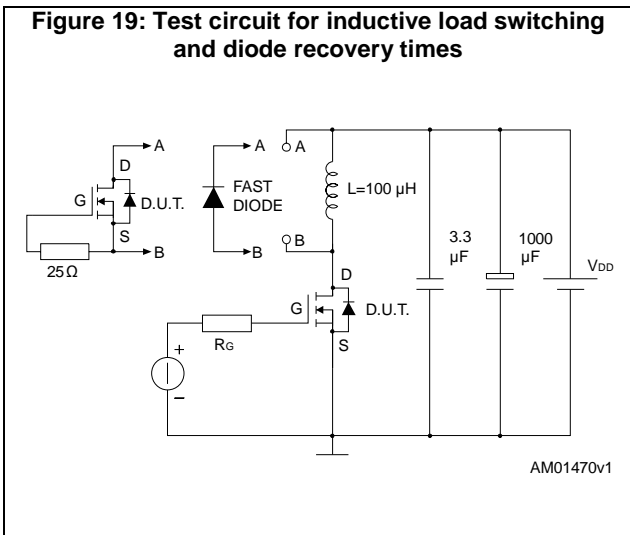 Figure 19: Test circuit for inductive load switching
and diode recovery times
A
D
G
D.U.T.
S
B
25 Ω
A
FAST
DIODE
B
A
L=100 µH
B
D
G
D.U.T.
S
RG
+
−
3.3
µF
1000
µF
VDD
AM01470v1